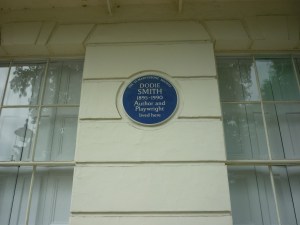 DODIE
SMITH
1896-1990
Author and
Playwright
lived here